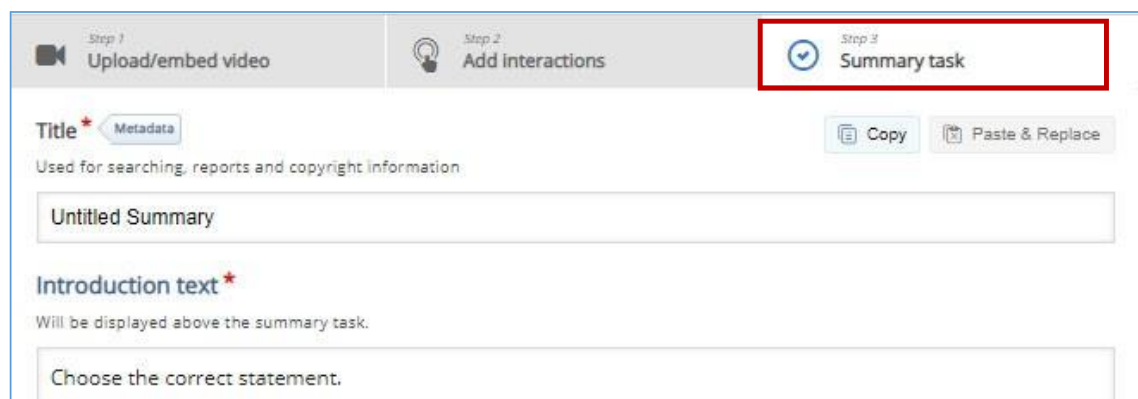 Step 1
Upload/embed video
Step 2
Add interactions
Step 3
Summary task
Title * Metadata
Copy
Paste & Replace
Used for searching, reports and copyright information
Untitled Summary
Introduction text *
Will be displayed above the summary task.
Choose the correct statement.